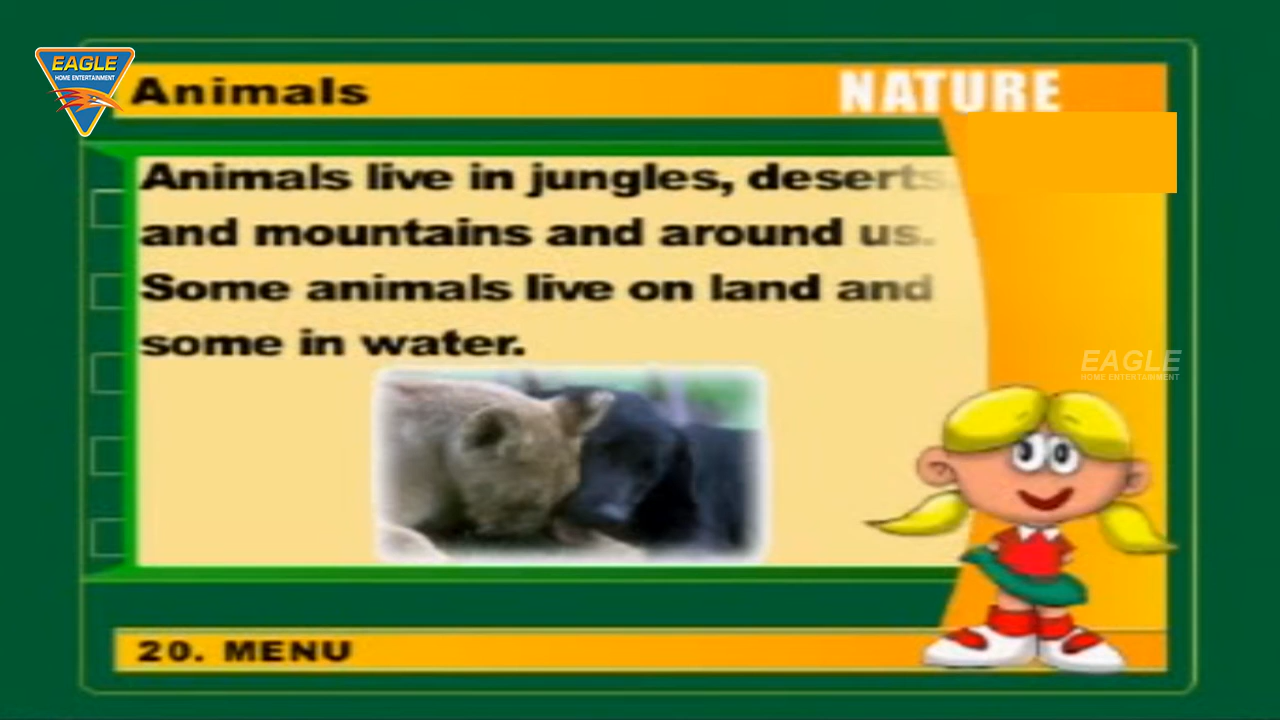 EAGLE
HOME ENTERTAINMENT
Animals
NATURE
Animals live in jungles, deserts,
and mountains and around us.
Some animals live on land and
some in water.
EAGLE
HOME ENTERTAINMENT
20. MENU